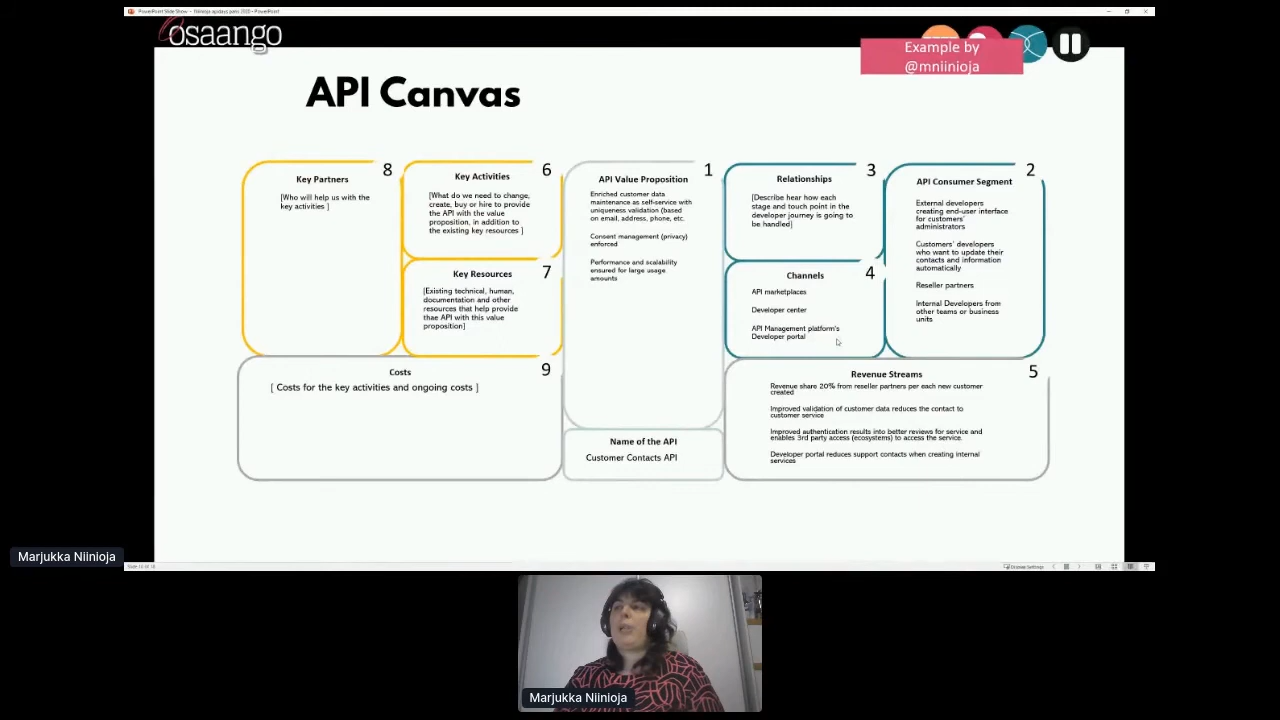 PowerPoint Slide Show - Niinioja apidays paris 2020 - PowerPoint
osaango
Example by
@mniinioja
API Canvas
8
Key Partners
[Who will help us with the
key activities ]
6
Key Activities
[What do we need to change,
create, buy or hire to provide
the API with the value
proposition, in addition to
the existing key resources ]
7
Key Resources
[Existing technical, human,
documentation and other
resources that help provide
thae API with this value
proposition]
1
API Value Proposition
Enriched customer data
maintenance as self-service with
uniqueness validation (based
on email, address, phone, etc.
Consent management (privacy)
enforced
Performance and scalability
ensured for large usage
amounts
3
Relationships
[Describe hear how each
stage and touch point in the
developer journey is going to
be handled]
4
Channels
API marketplaces
Developer center
API Management platform's
Developer portal
2
API Consumer Segment
External developers
creating end-user interface
for customers'
administrators
Customers' developers
who want to update their
contacts and information
automatically
Reseller partners
Internal Developers from
other teams or business
units
9
Costs
[ Costs for the key activities and ongoing costs ]
Name of the API
Customer Contacts API
5
Revenue Streams
Revenue share 20% from reseller partners per each new customer
created
Improved validation of customer data reduces the contact to
customer service
Improved authentication results into better reviews for service and
enables 3rd party access (ecosystems) to access the service.
Developer portal reduces support contacts when creating internal
services
Marjukka Niinioja
Display Settings
Marjukka Niinioja